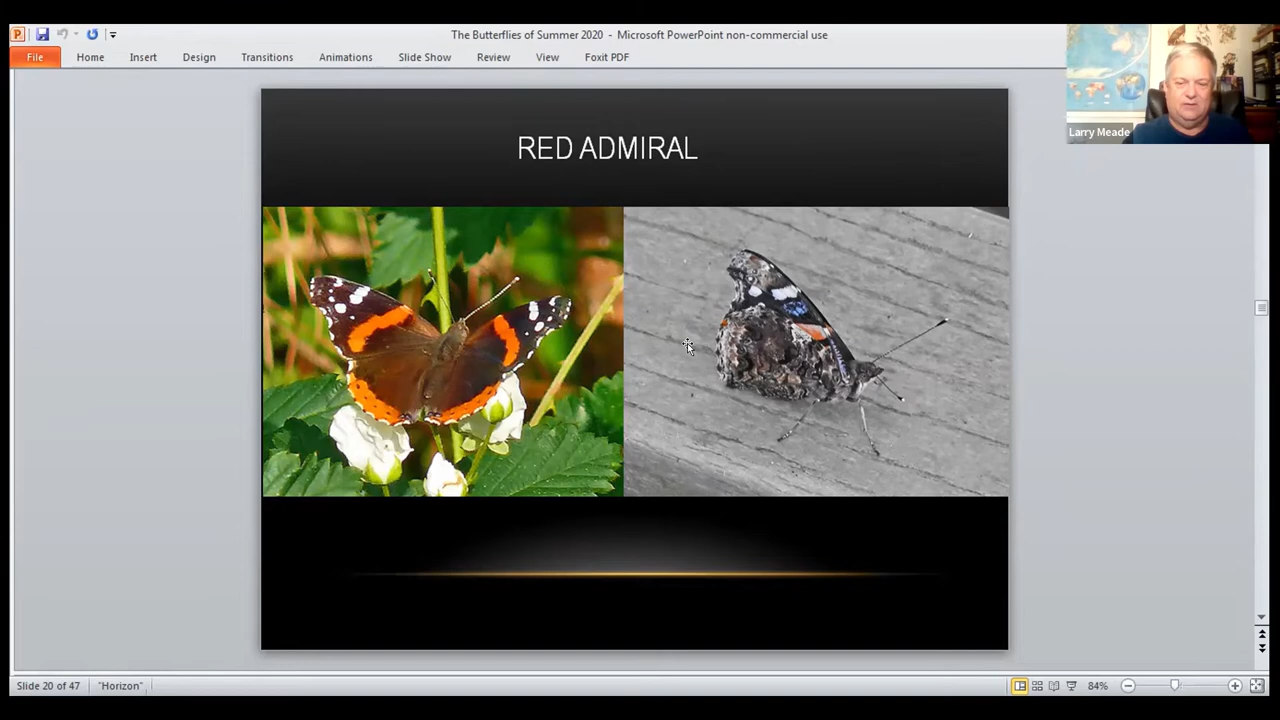 The Butterflies of Summer 2020 - Microsoft PowerPoint non-commercial use
File Home Insert Design Transitions Animations Slide Show Review View Foxit PDF
Larry Meade
RED ADMIRAL
Slide 20 of 47 "Horizon" 84%